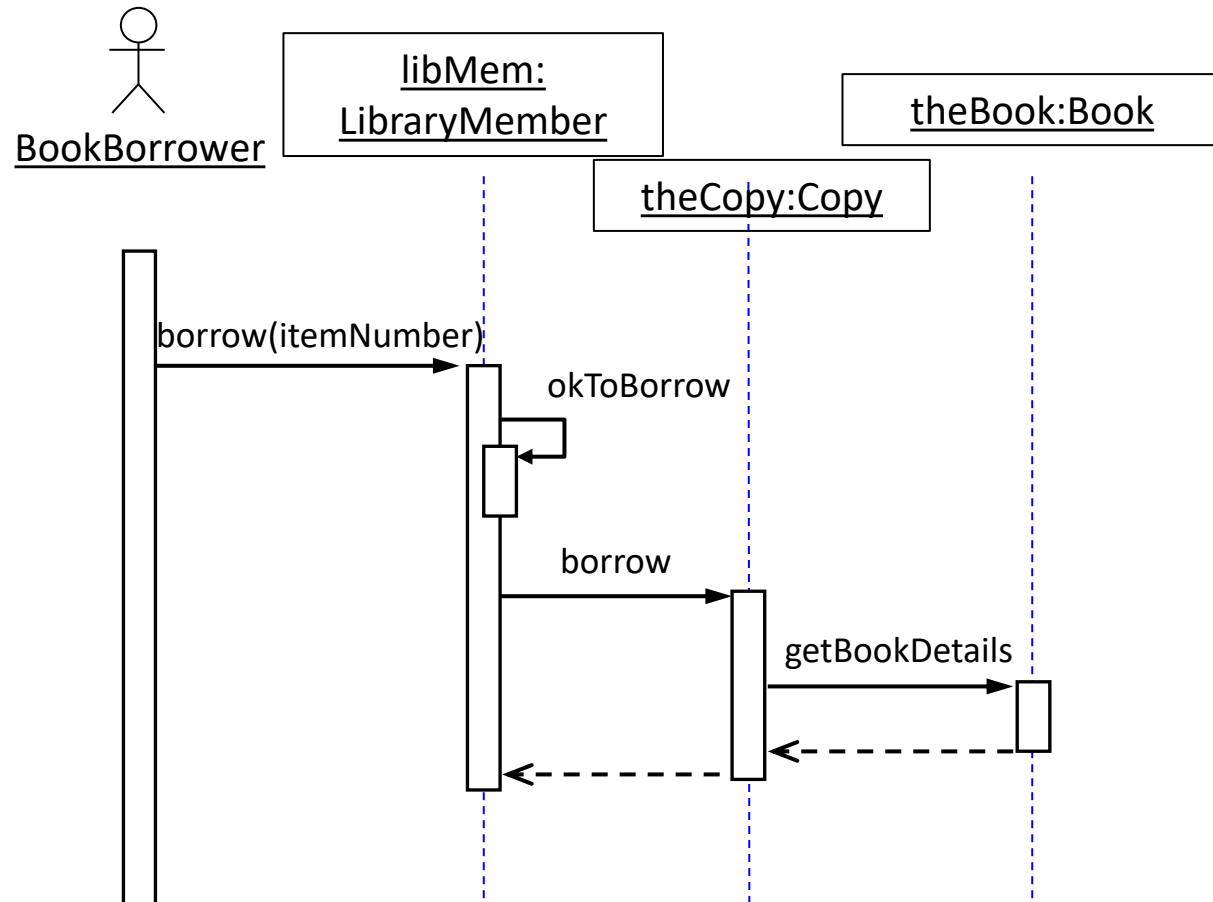 libMem:
LibraryMember
theBook:Book
BookBorrower
theCopy:Copy
borrow(itemNumber)
okToBorrow
borrow
getBookDetails